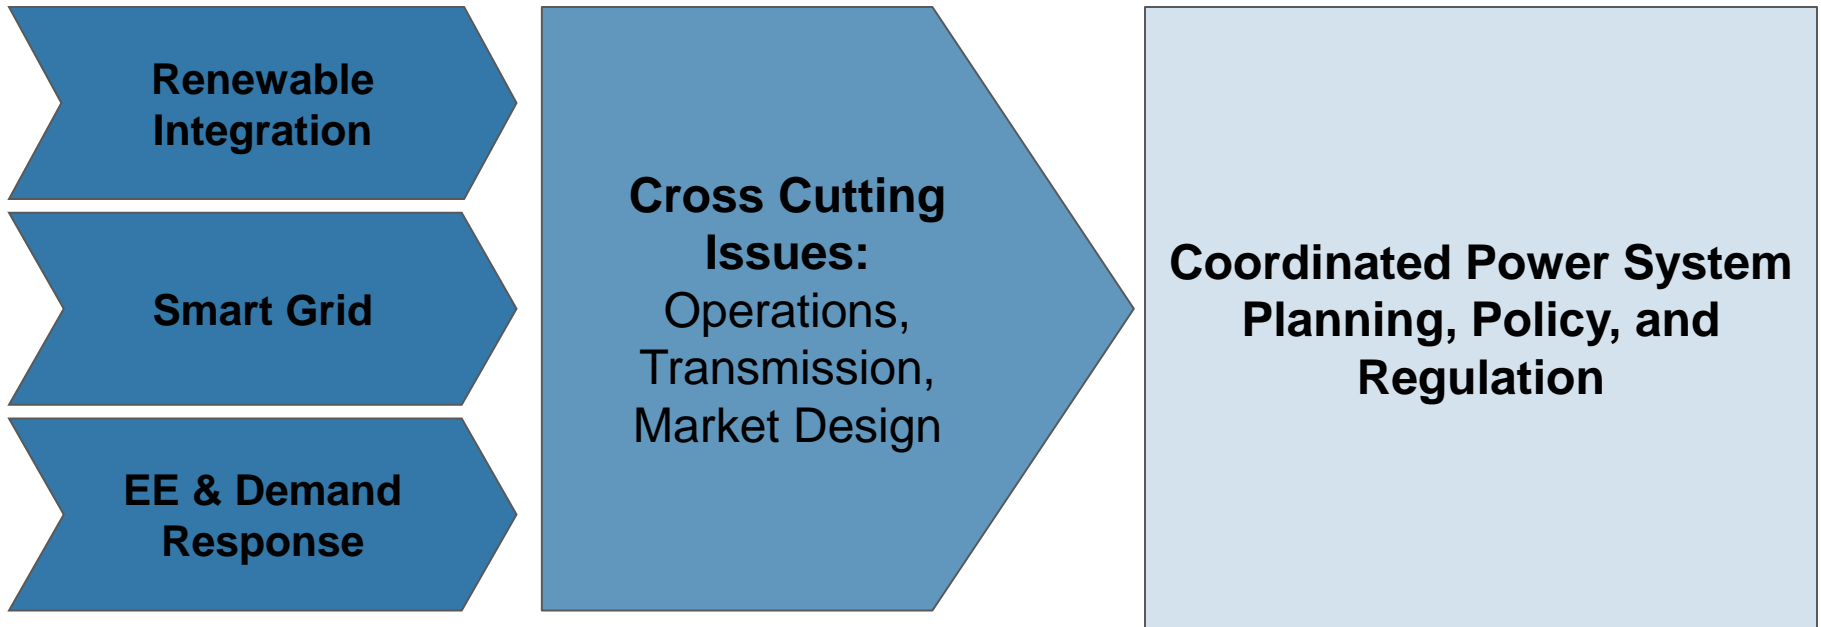 Renewable
Integration
Smart Grid
EE & Demand
Response
Cross Cutting
Issues:
Operations,
Transmission,
Market Design
Coordinated Power System
Planning, Policy, and
Regulation